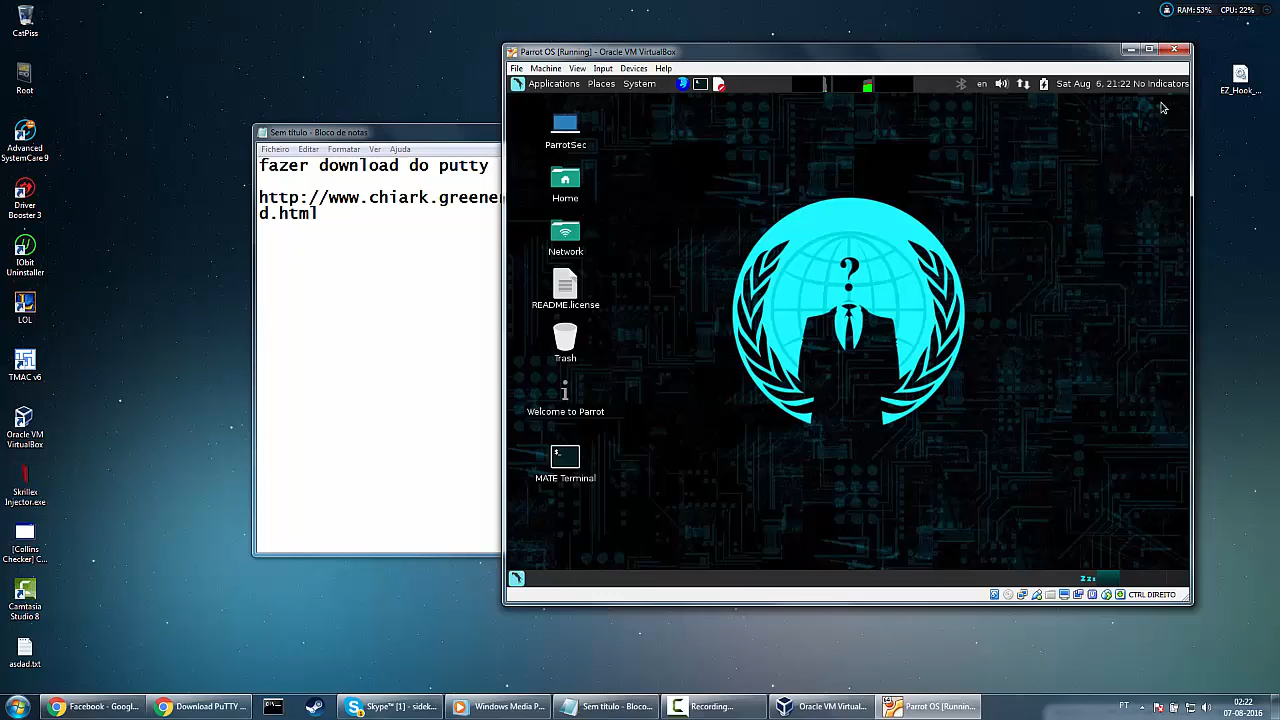 RAM: 53% CPU: 22%
CatPiss
Root
Advanced
Driver
Booster 3
IObit
Uninstaller
LOL
TMAC v6
Oracle VM
VirtualBox
Skrillex
Injector.exe
[Collins
Checker] C...
Camtasia
Studio 8
asdad.txt
Sem título - Bloco de notas
Ficheiro Editar Formatar Ver Ajuda
fazer download do putty
http://www.chiark.greene
d.html
Parrot OS [Running] - Oracle VM VirtualBox
File Machine View Input Devices Help
Applications Places System
en
Sat Aug 6, 21:22 No Indicators
ParrotSec
Home
Network
README.license
Trash
Welcome to Parrot
$_
MATE Terminal
?
CTRL DIREITO
EZ_Hook_...
Facebook - Googl...
Download PuTTY ...
Skype™ [1] - sidek...
Windows Media P...
Sem título - Bloco...
Recording...
Oracle VM Virtual...
Parrot OS [Runnin...
PT
02:22
07-08-2016